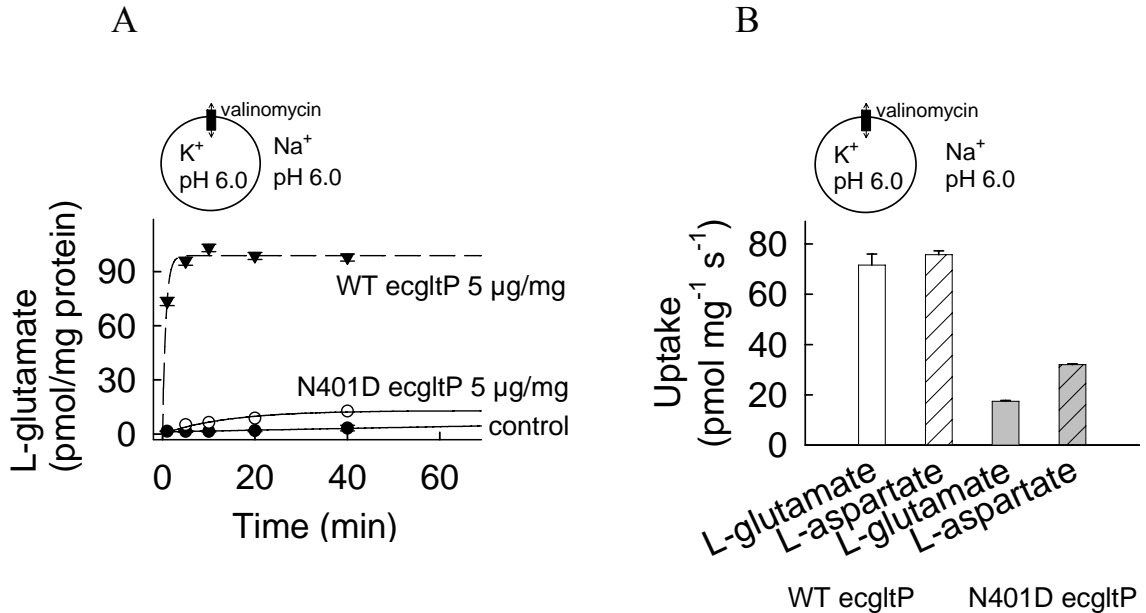 A
valinomycin
K⁺
pH 6.0
Na⁺
pH 6.0
L-glutamate
(pmol/mg protein)
90
60
30
0
WT ecgltP 5 µg/mg
N401D ecgltP 5 µg/mg
control
0 20 40 60
Time (min)
B
valinomycin
K⁺
pH 6.0
Na⁺
pH 6.0
Uptake
(pmol mg⁻¹ s⁻¹)
80
60
40
20
0
L-glutamate
L-aspartate
L-glutamate
L-aspartate
WT ecgltP N401D ecgltP